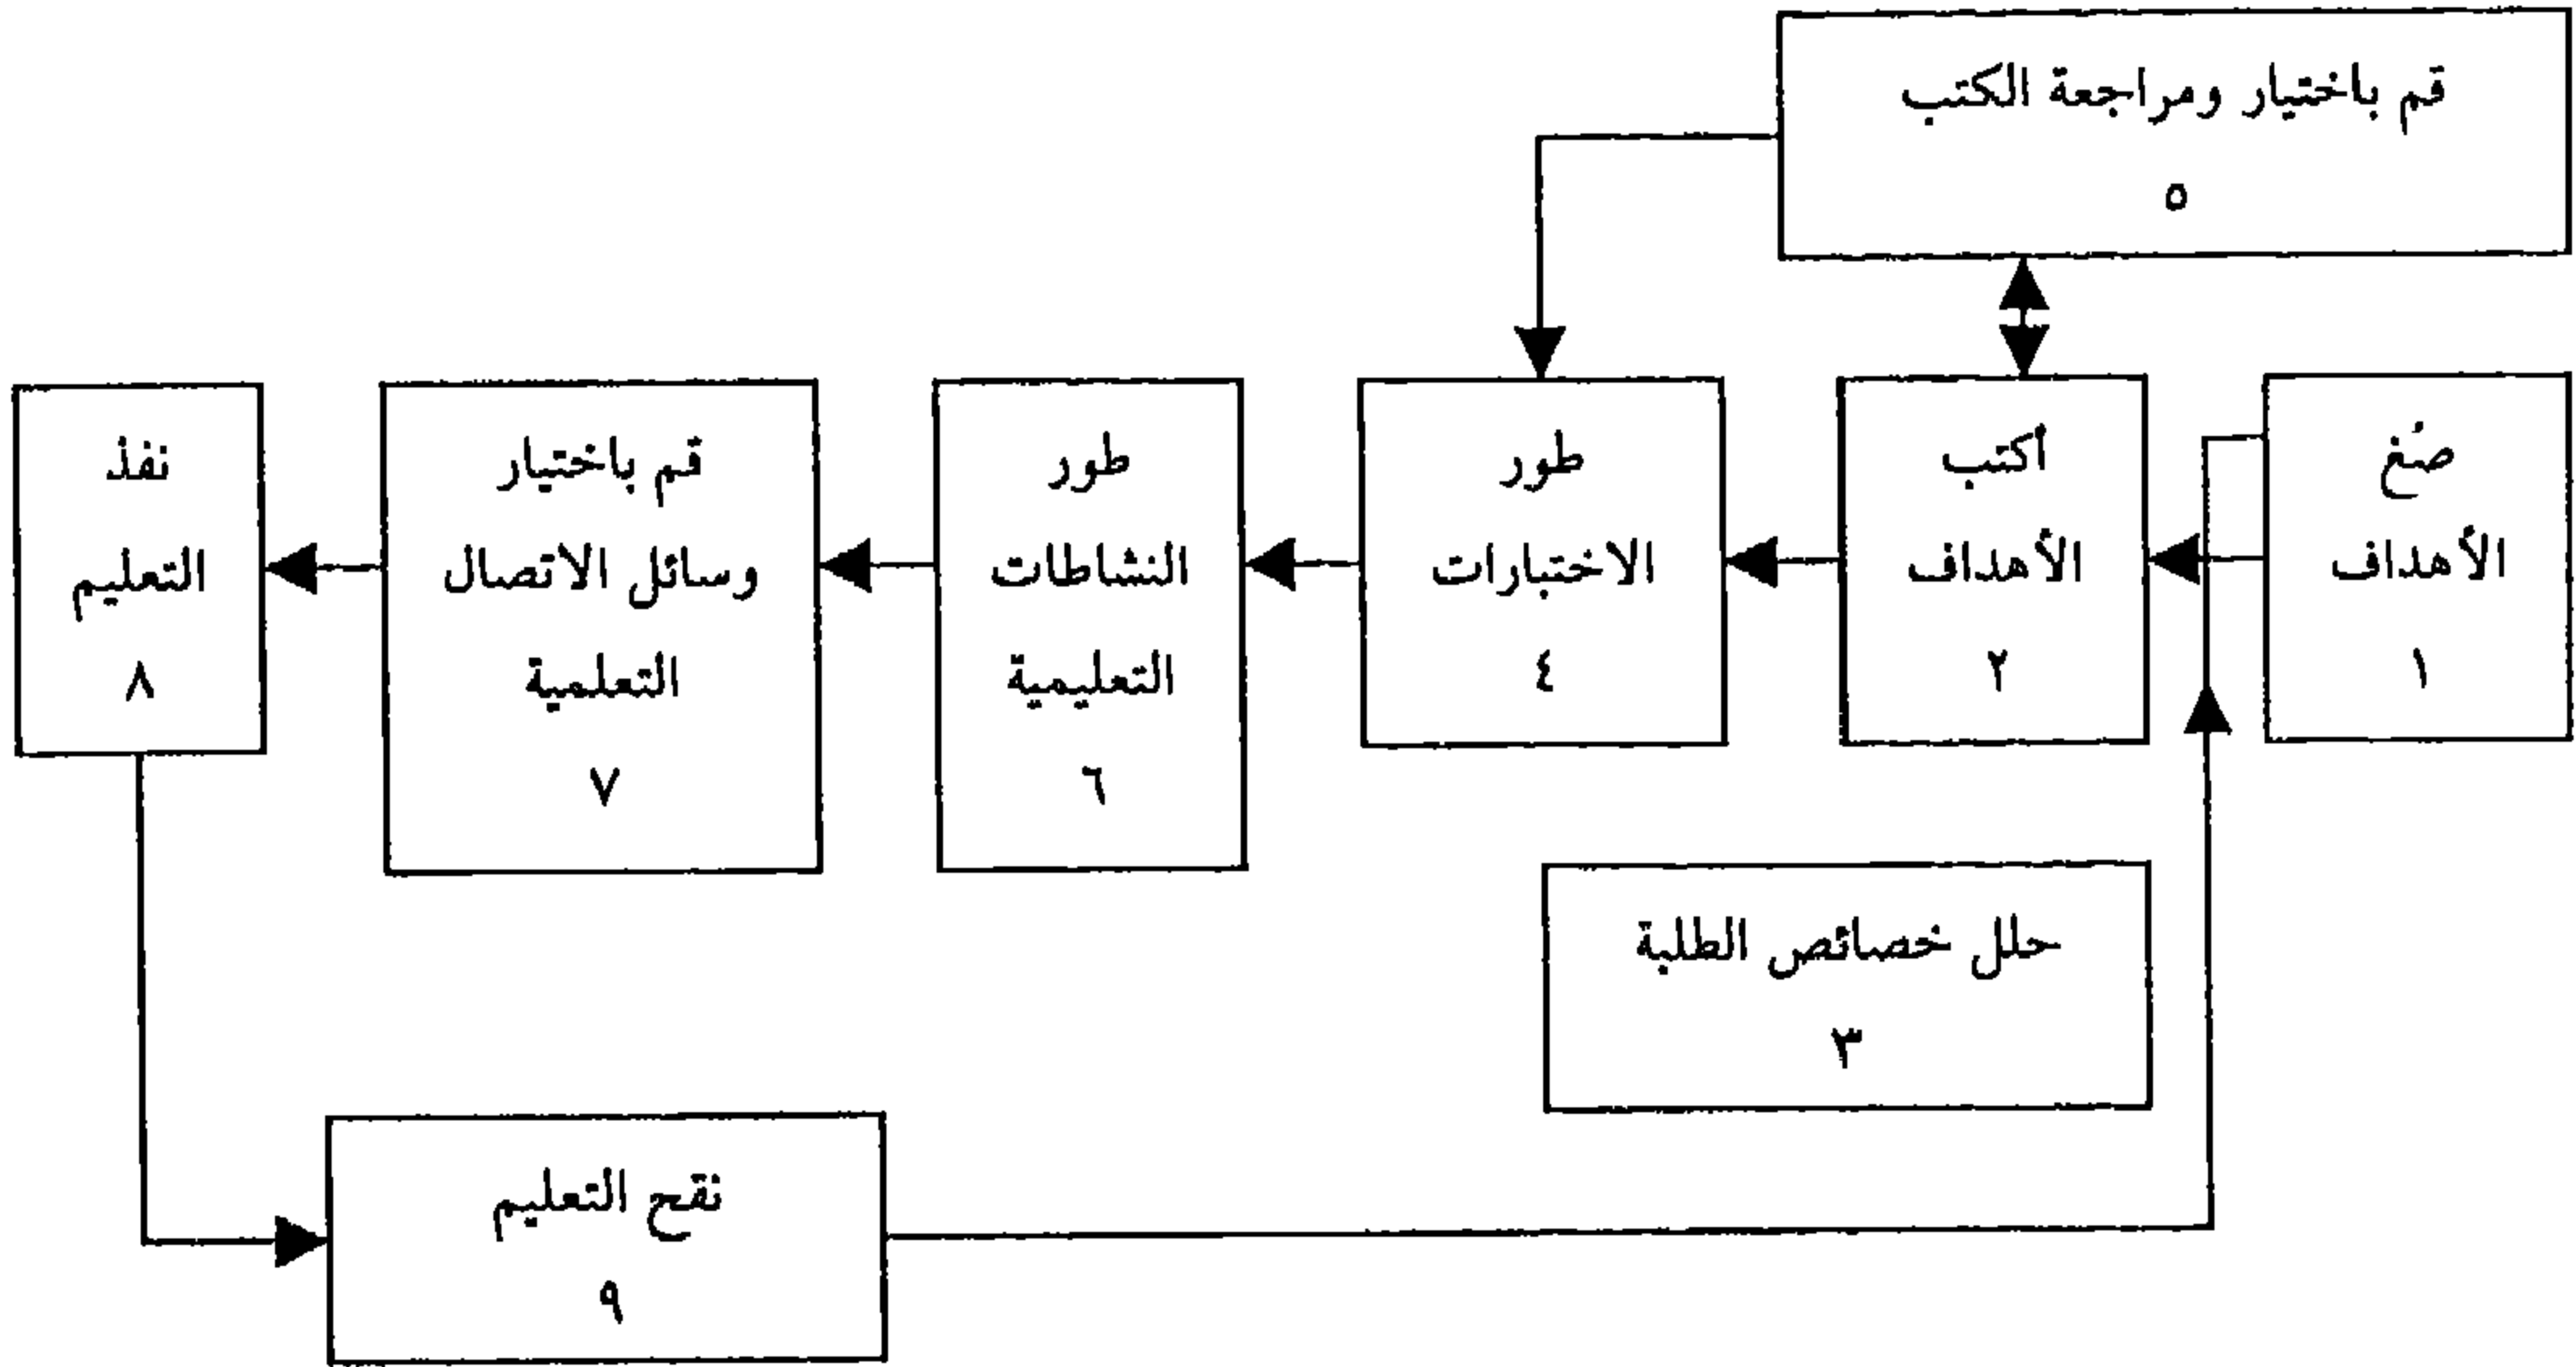 قم باختيار ومراجعة الكتب
٥
صُغ
الأهداف
١
أكتب
الأهداف
٢
طور
الاختبارات
٤
طور
النشاطات
التعليمية
٦
قم باختيار
وسائل الاتصال
التعلمية
٧
نفذ
التعليم
٨
حلل خصائص الطلبة
٣
نقح التعليم
٩